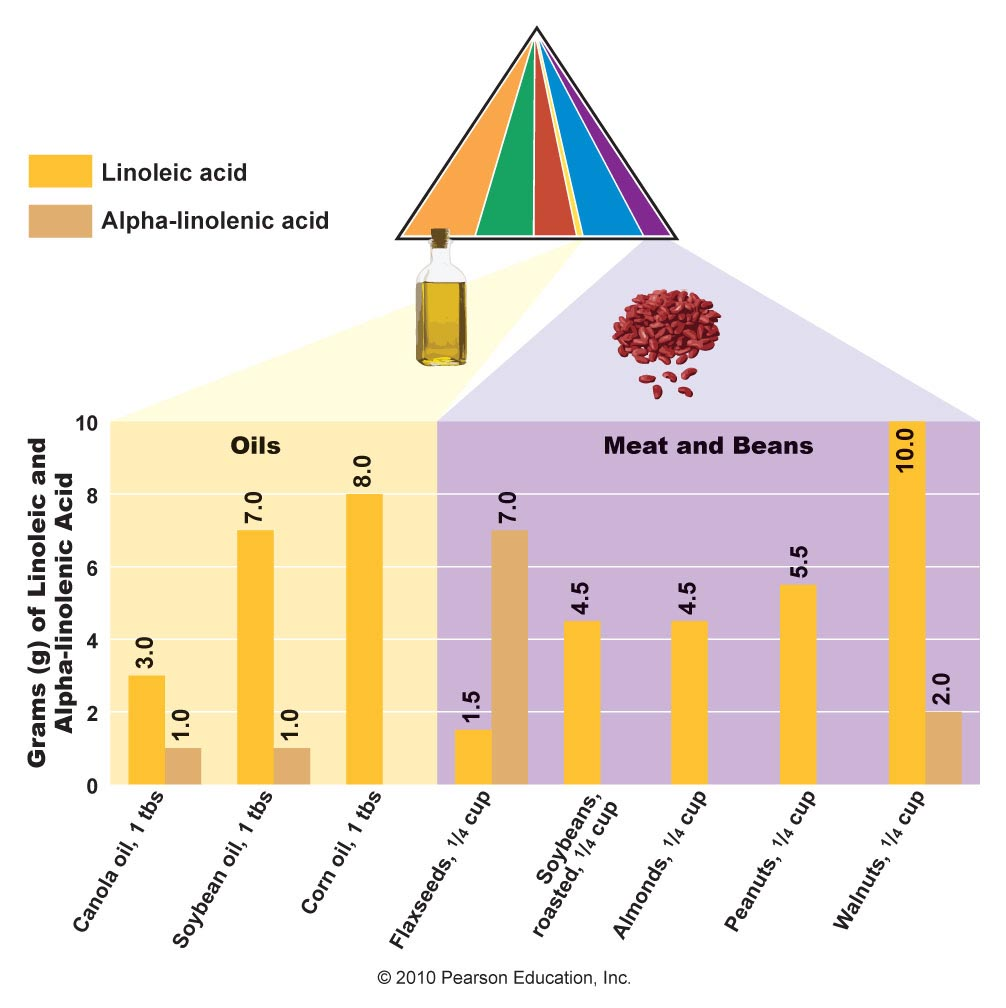 Linoleic acid
Alpha-linolenic acid
Grams (g) of Linoleic and
Alpha-linolenic Acid
10
8
6
4
2
0
Oils
Meat and Beans
3.0
1.0
7.0
1.0
8.0
1.5
7.0
4.5
4.5
5.5
10.0
2.0
Canola oil, 1 tbs
Soybean oil, 1 tbs
Corn oil, 1 tbs
Flaxseeds, 1/4 cup
Soybeans,
roasted, 1/4 cup
Almonds, 1/4 cup
Peanuts, 1/4 cup
Walnuts, 1/4 cup
© 2010 Pearson Education, Inc.